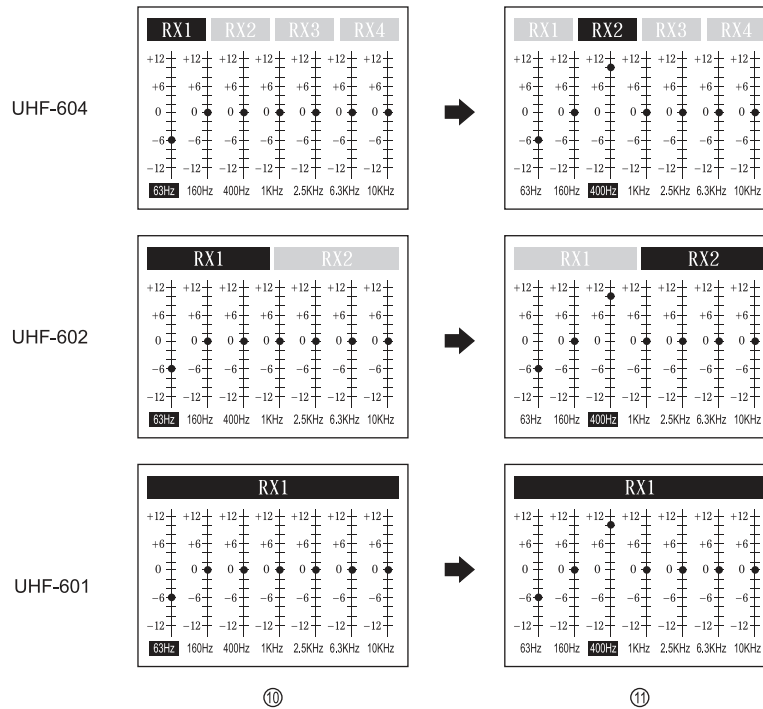 UHF-604
RX1 RX2 RX3 RX4
+12 +12 +12 +12 +12 +12 +12
+6 +6 +6 +6 +6 +6 +6
0 0 0 0 0 0 0
-6 -6 -6 -6 -6 -6 -6
-12 -12 -12 -12 -12 -12 -12
63Hz 160Hz 400Hz 1KHz 2.5KHz 6.3KHz 10KHz
RX1 RX2 RX3 RX4
+12 +12 +12 +12 +12 +12 +12
+6 +6 +6 +6 +6 +6 +6
0 0 0 0 0 0 0
-6 -6 -6 -6 -6 -6 -6
-12 -12 -12 -12 -12 -12 -12
63Hz 160Hz 400Hz 1KHz 2.5KHz 6.3KHz 10KHz
UHF-602
RX1 RX2
+12 +12 +12 +12 +12 +12 +12
+6 +6 +6 +6 +6 +6 +6
0 0 0 0 0 0 0
-6 -6 -6 -6 -6 -6 -6
-12 -12 -12 -12 -12 -12 -12
63Hz 160Hz 400Hz 1KHz 2.5KHz 6.3KHz 10KHz
RX1 RX2
+12 +12 +12 +12 +12 +12 +12
+6 +6 +6 +6 +6 +6 +6
0 0 0 0 0 0 0
-6 -6 -6 -6 -6 -6 -6
-12 -12 -12 -12 -12 -12 -12
63Hz 160Hz 400Hz 1KHz 2.5KHz 6.3KHz 10KHz
UHF-601
RX1
+12 +12 +12 +12 +12 +12 +12
+6 +6 +6 +6 +6 +6 +6
0 0 0 0 0 0 0
-6 -6 -6 -6 -6 -6 -6
-12 -12 -12 -12 -12 -12 -12
63Hz 160Hz 400Hz 1KHz 2.5KHz 6.3KHz 10KHz
RX1
+12 +12 +12 +12 +12 +12 +12
+6 +6 +6 +6 +6 +6 +6
0 0 0 0 0 0 0
-6 -6 -6 -6 -6 -6 -6
-12 -12 -12 -12 -12 -12 -12
63Hz 160Hz 400Hz 1KHz 2.5KHz 6.3KHz 10KHz
⑩ ⑪